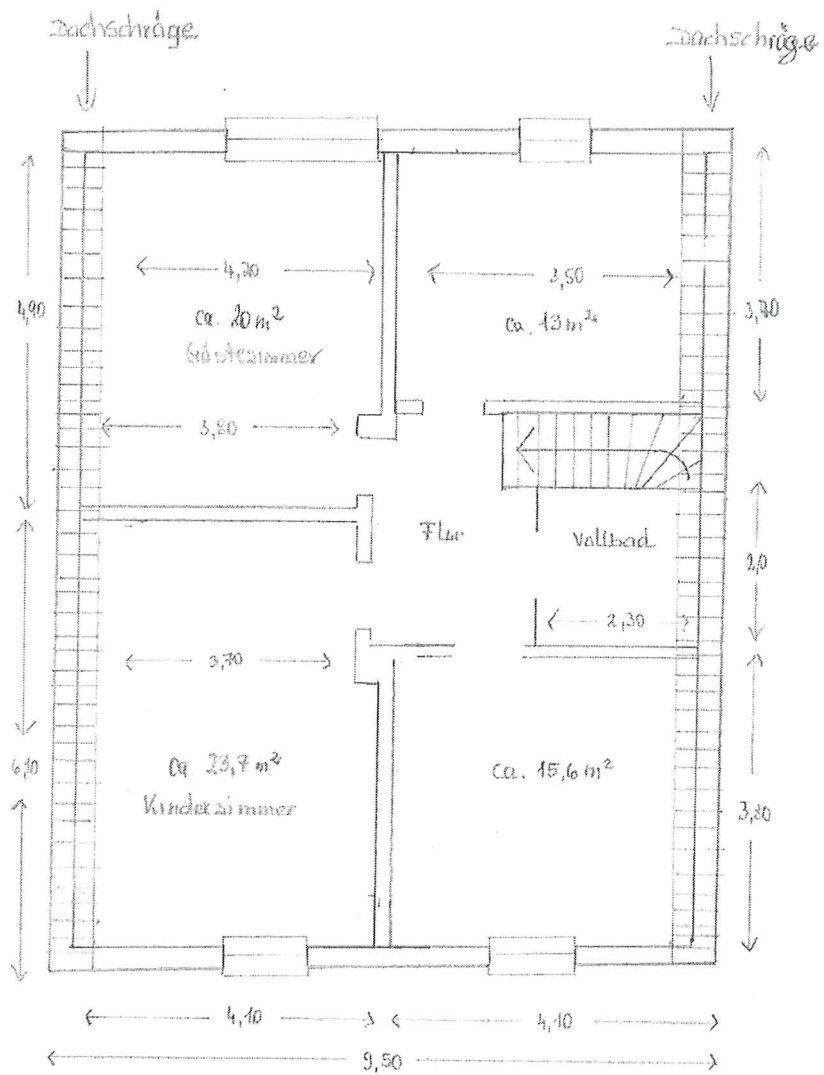 Dachschräge
Dachschräge
4,90
4,20
ca. 20 m²
Gästezimmer
3,80
3,50
ca. 13 m²
3,70
Flur
Vollbad
2,0
2,30
3,70
ca 23,7 m²
Kinderzimmer
6,10
ca. 15,6 m²
3,80
4,10
4,10
9,50